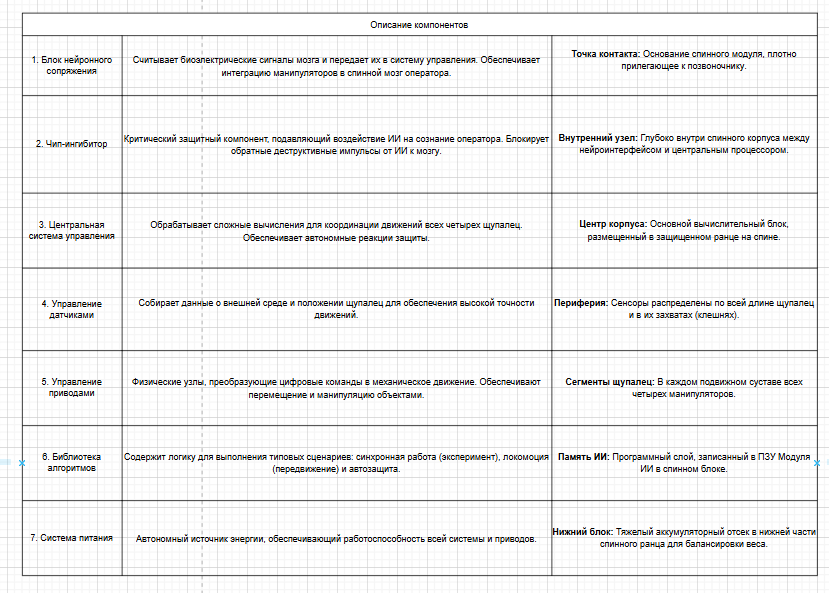 Описание компонентов
1. Блок нейронного
сопряжения
Считывает биоэлектрические сигналы мозга и передает их в систему управления. Обеспечивает
интеграцию манипуляторов в спинной мозг оператора.
Точка контакта: Основание спинного модуля, плотно
прилегающее к позвоночнику.
2. Чип-ингибитор
Критический защитный компонент, подавляющий воздействие ИИ на сознание оператора. Блокирует
обратные деструктивные импульсы от ИИ к мозгу.
Внутренний узел: Глубоко внутри спинного корпуса между
нейроинтерфейсом и центральным процессором.
3. Центральная
система управления
Обрабатывает сложные вычисления для координации движений всех четырех щупалец.
Обеспечивает автономные реакции защиты.
Центр корпуса: Основной вычислительный блок,
размещенный в защищенном ранце на спине.
4. Управление
датчиками
Собирает данные о внешней среде и положении щупалец для обеспечения высокой точности
движений.
Периферия: Сенсоры распределены по всей длине щупалец
и в их захватах (клешнях).
5. Управление
приводами
Физические узлы, преобразующие цифровые команды в механическое движение. Обеспечивают
перемещение и манипуляцию объектами.
Сегменты щупалец: В каждом подвижном суставе всех
четырех манипуляторов.
6. Библиотека
алгоритмов
Содержит логику для выполнения типовых сценариев: синхронная работа (эксперимент), локомоция
(передвижение) и автозащита.
Память ИИ: Программный слой, записанный в ПЗУ Модуля
ИИ в спинном блоке.
7. Система питания
Автономный источник энергии, обеспечивающий работоспособность всей системы и приводов.
Нижний блок: Тяжелый аккумуляторный отсек в нижней части
спинного ранца для балансировки веса.